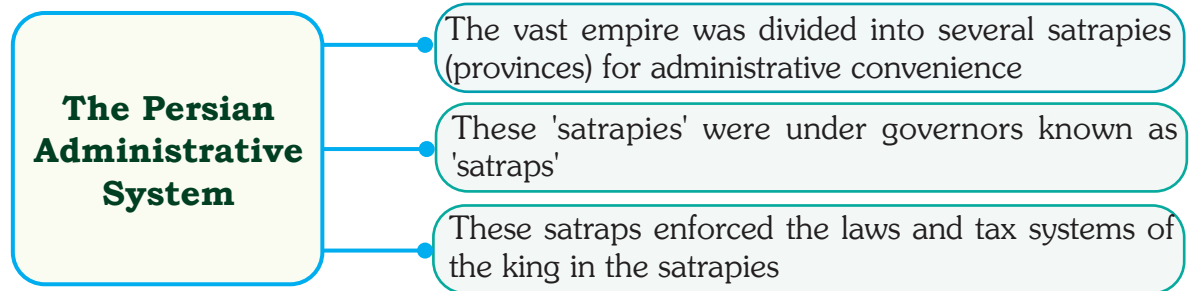 The Persian
Administrative
System
The vast empire was divided into several satrapies
(provinces) for administrative convenience
These 'satrapies' were under governors known as
'satraps'
These satraps enforced the laws and tax systems of
the king in the satrapies